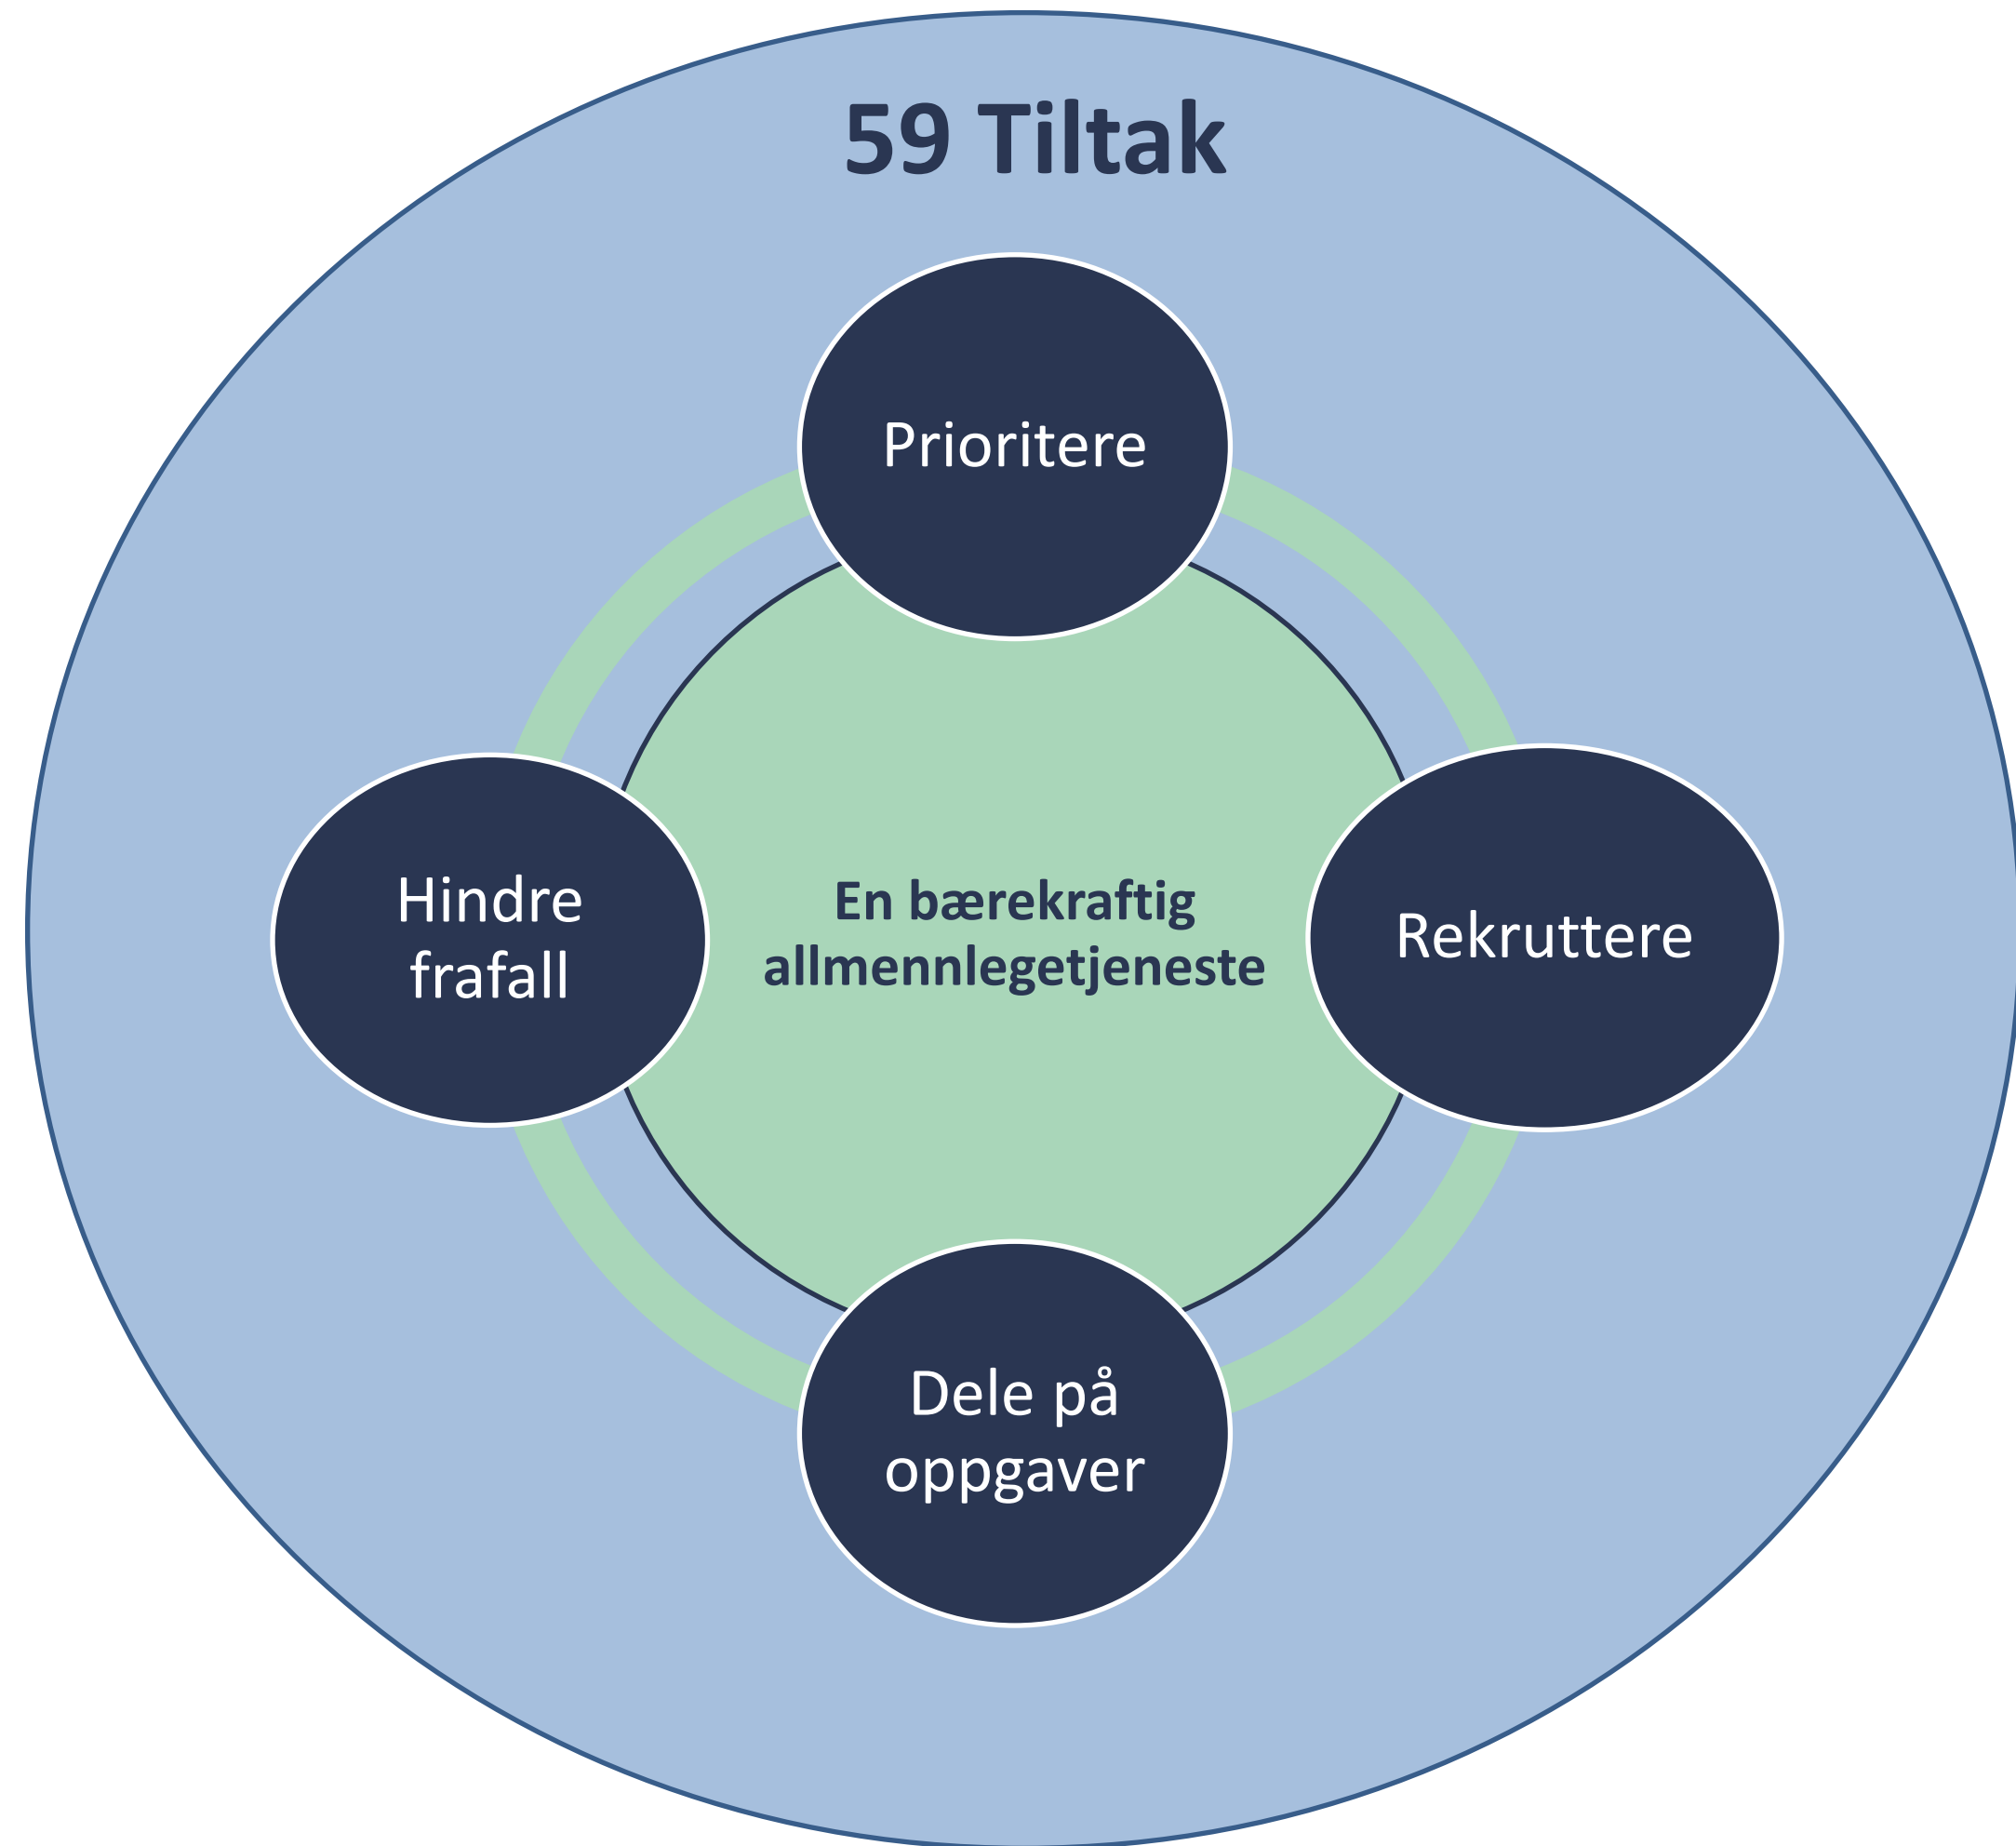 59 Tiltak
Prioritere
Hindre
frafall
En bærekraftig
allmennlegetjeneste
Rekruttere
Dele på
oppgaver